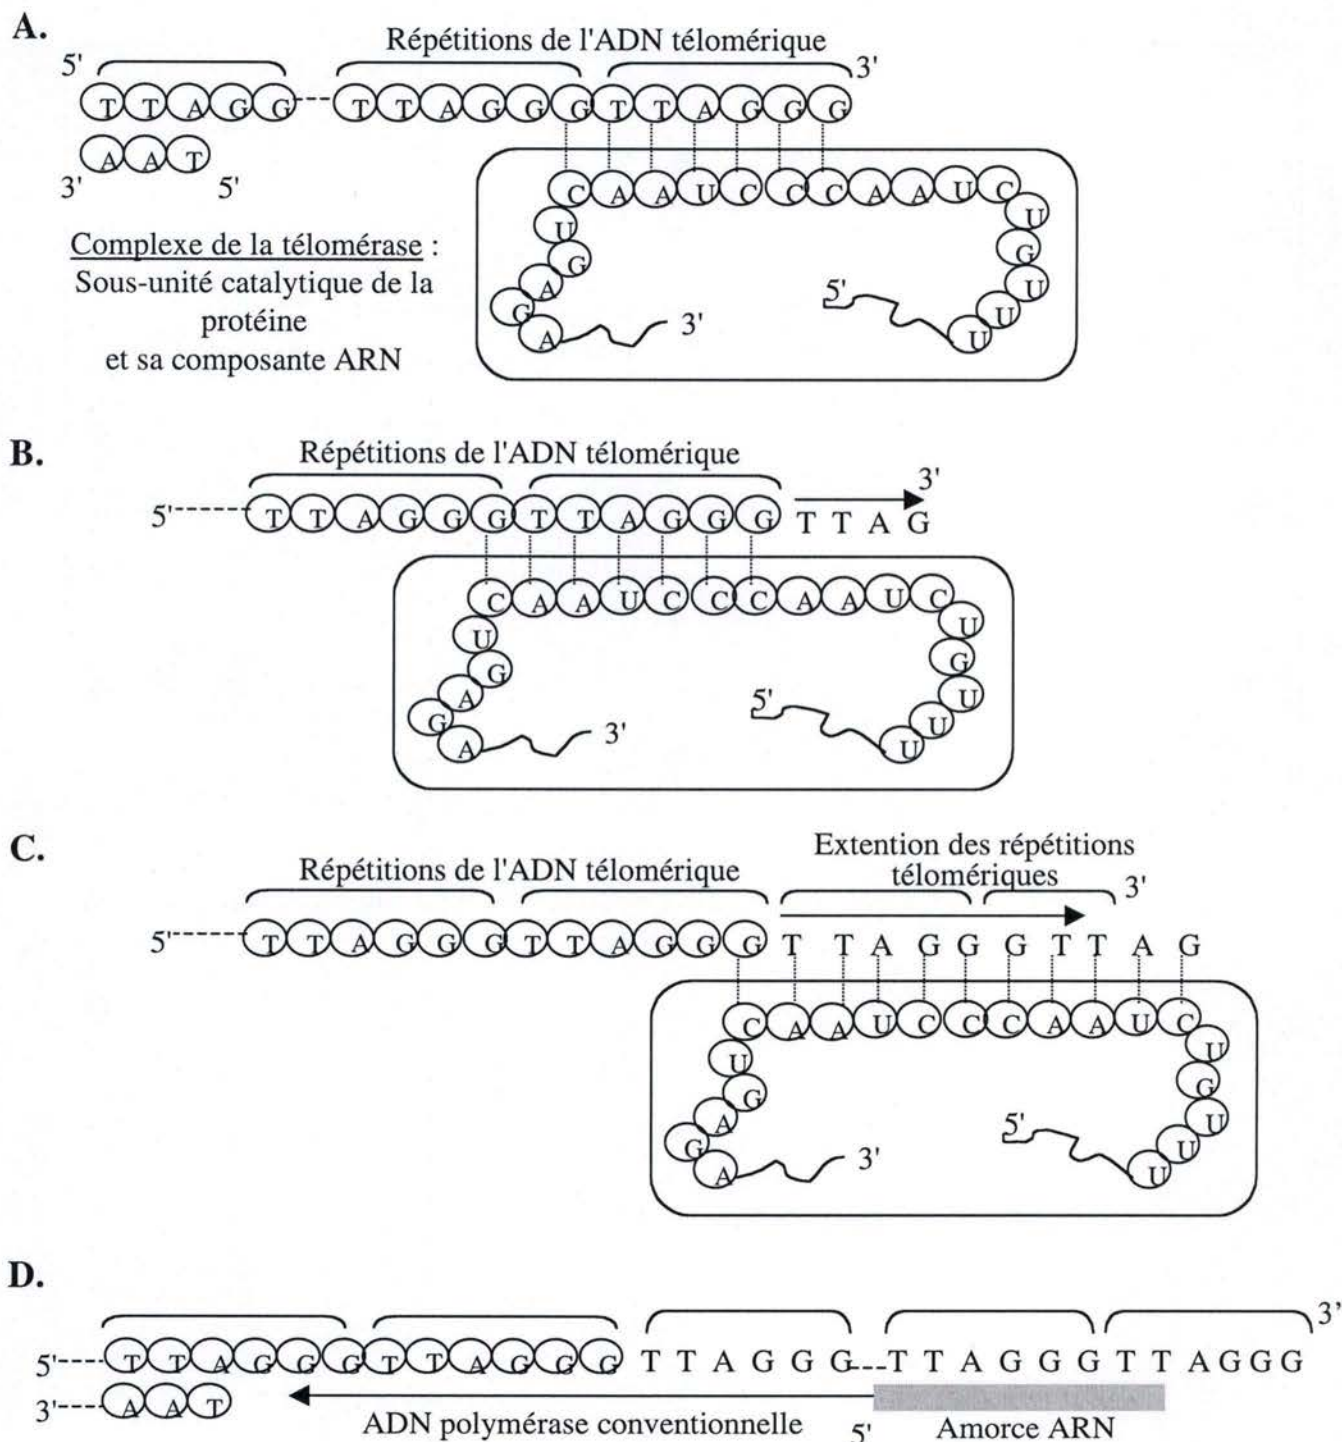 A.
Répétitions de l'ADN télomérique
5' 3'
T T A G G T T A G G G T T A G G G
A A T
3' 5'
C A A U C C C A A U C
U U
G G
A U
G U
A U
3' 5'
Complexe de la télomérase :
Sous-unité catalytique de la
protéine
et sa composante ARN
B.
Répétitions de l'ADN télomérique
3'
5' T T A G G G T T A G G G T T A G
C A A U C C C A A U C
U U
G G
A U
G U
A U
3' 5'
C.
Extention des répétitions
télomériques
Répétitions de l'ADN télomérique
3'
5' T T A G G G T T A G G G T T A G G G T T A G
C A A U C C C A A U C
U U
G G
A U
G U
A U
3' 5'
D.
3'
5' T T A G G G T T A G G G T T A G G G T T A G G G T T A G G G
3' A A T
ADN polymérase conventionnelle 5' Amorce ARN